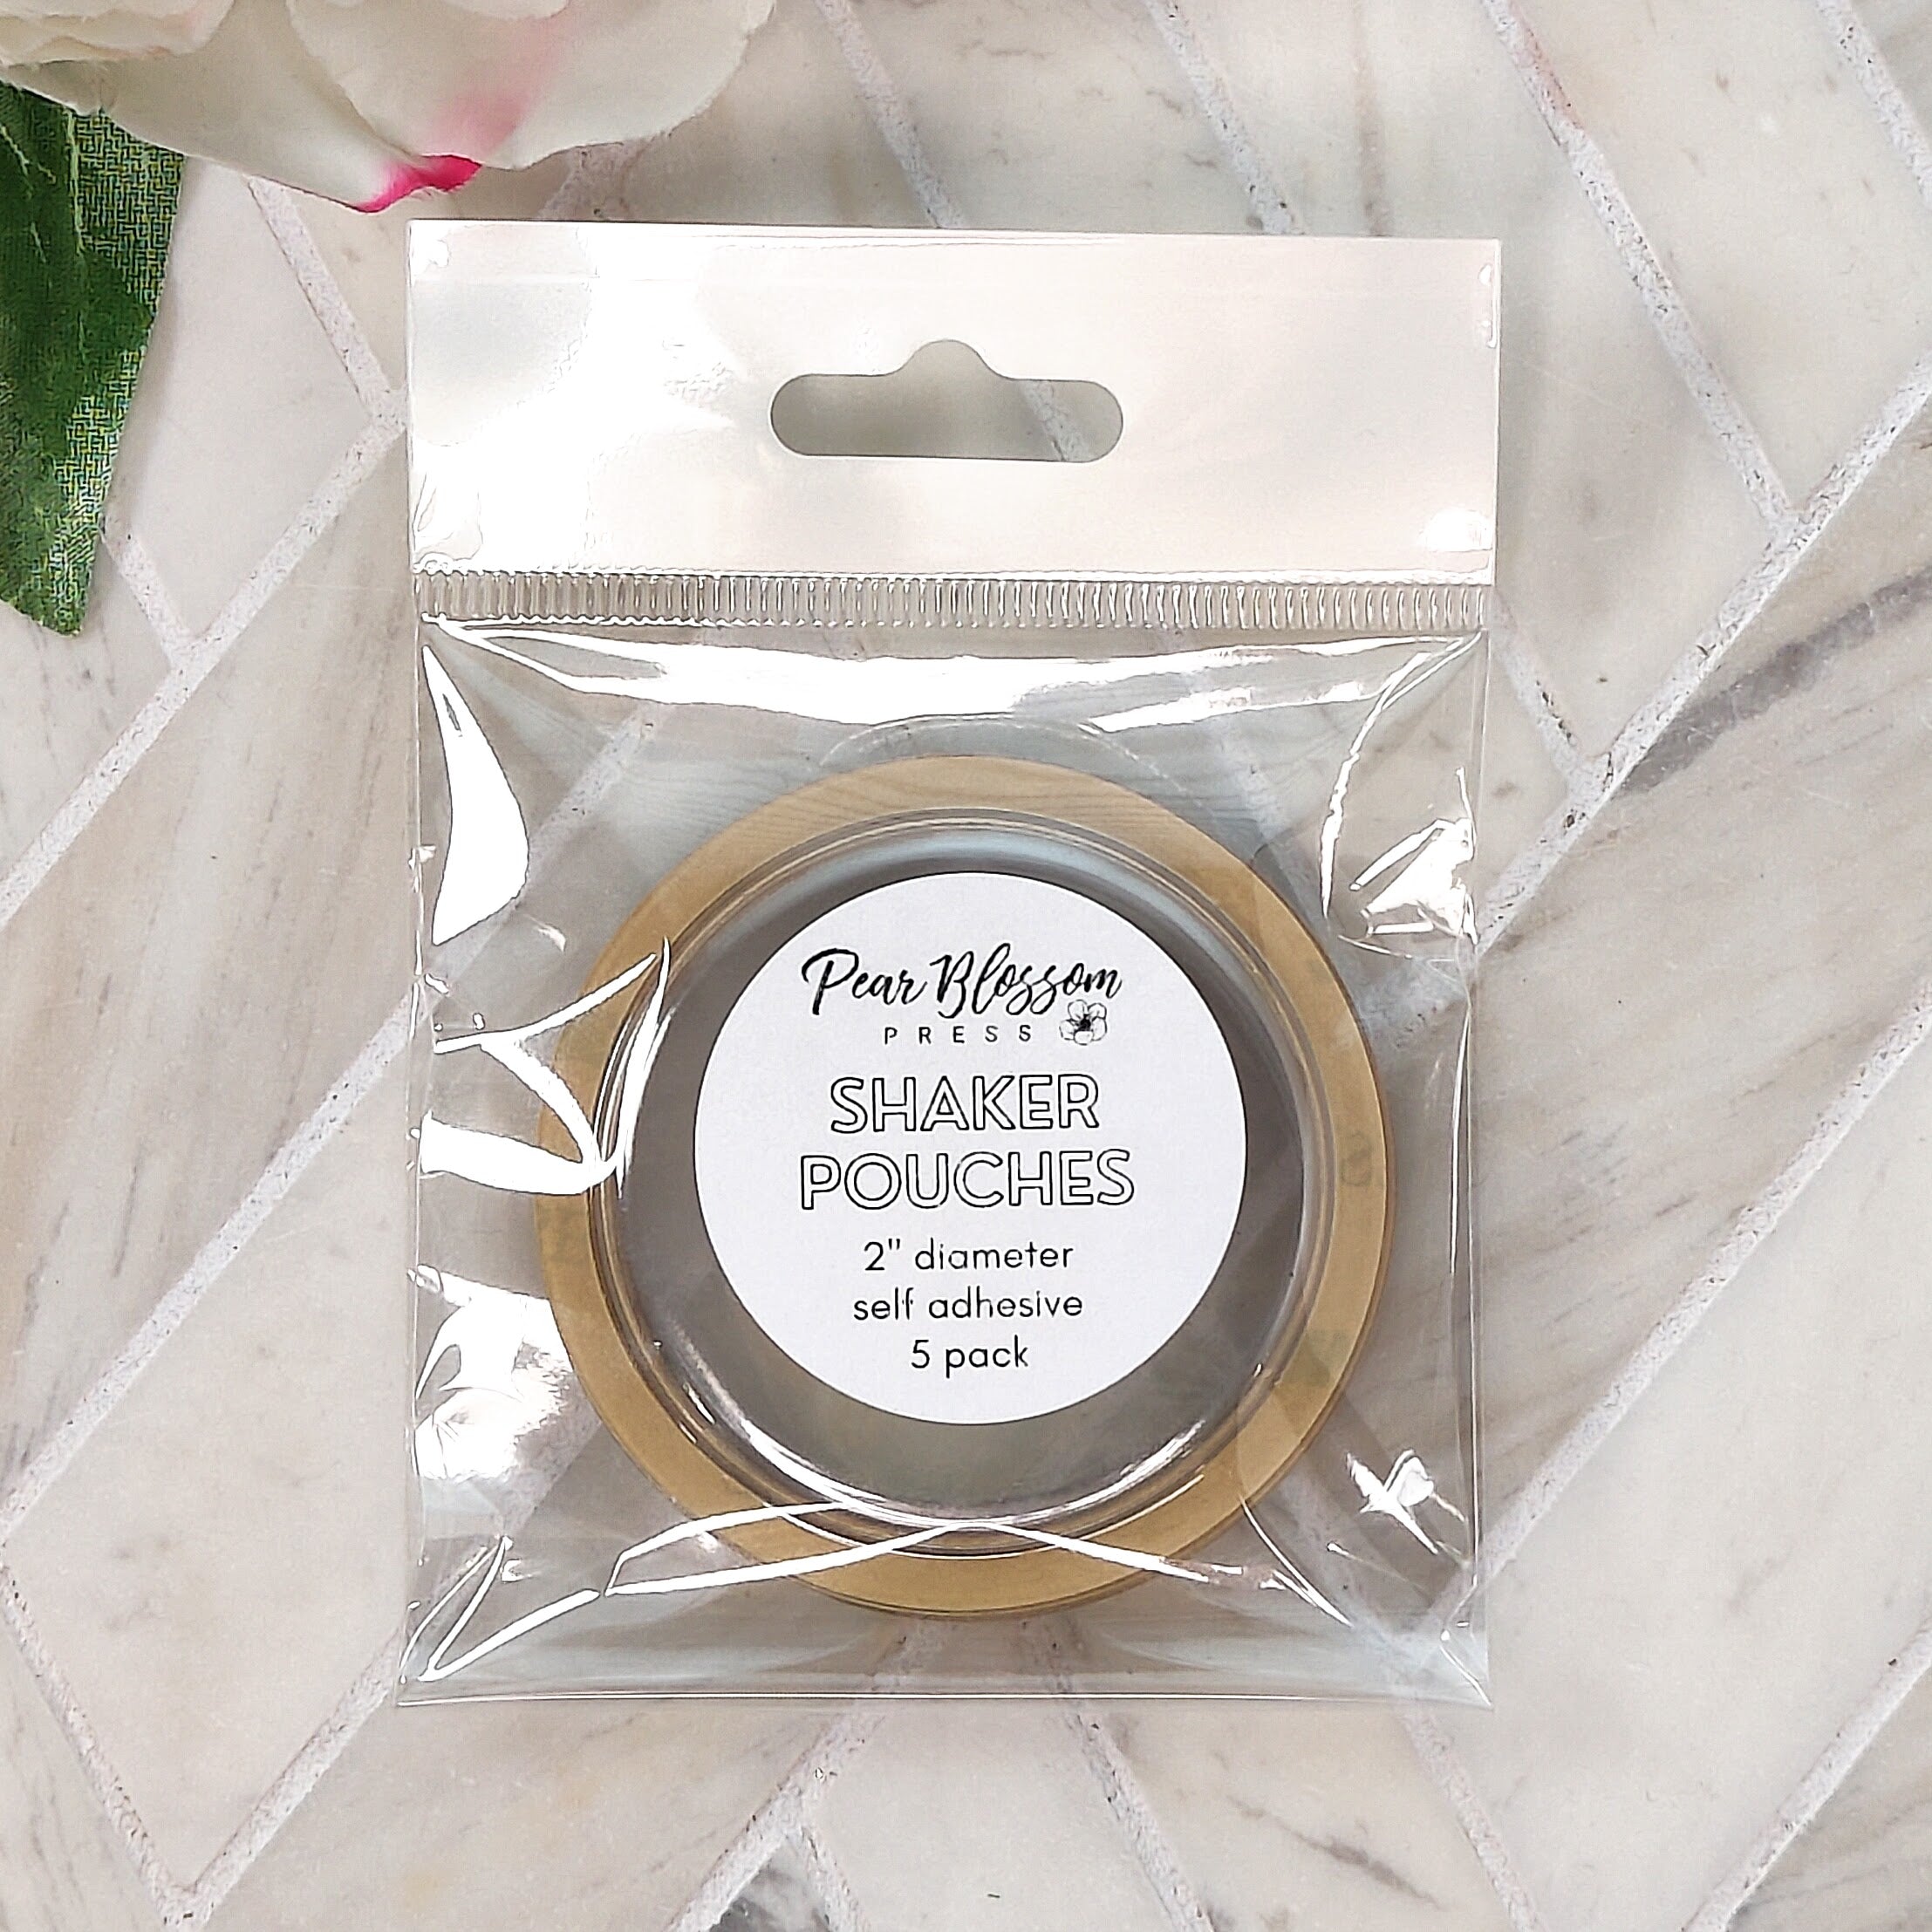 Pear Blossom
PRESS
SHAKER
POUCHES
2" diameter
self adhesive
5 pack